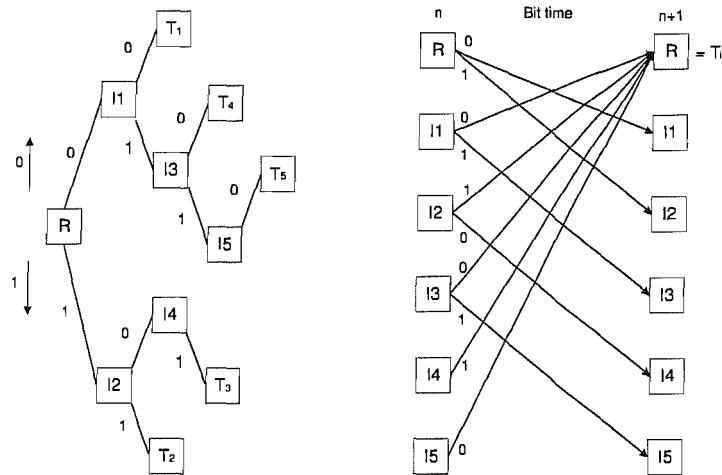 n Bit time n+1
T1
0
R 0 R = Ti
1
I1
0
T4
0
1
I1 0 I1
1
I3
0
T5
0
1
I2 1 I2
0
R
I5
1
1
I3 0 I3
1
0
I4
I2
1
T3
I4 1 I4
1
T2
I5 0 I5